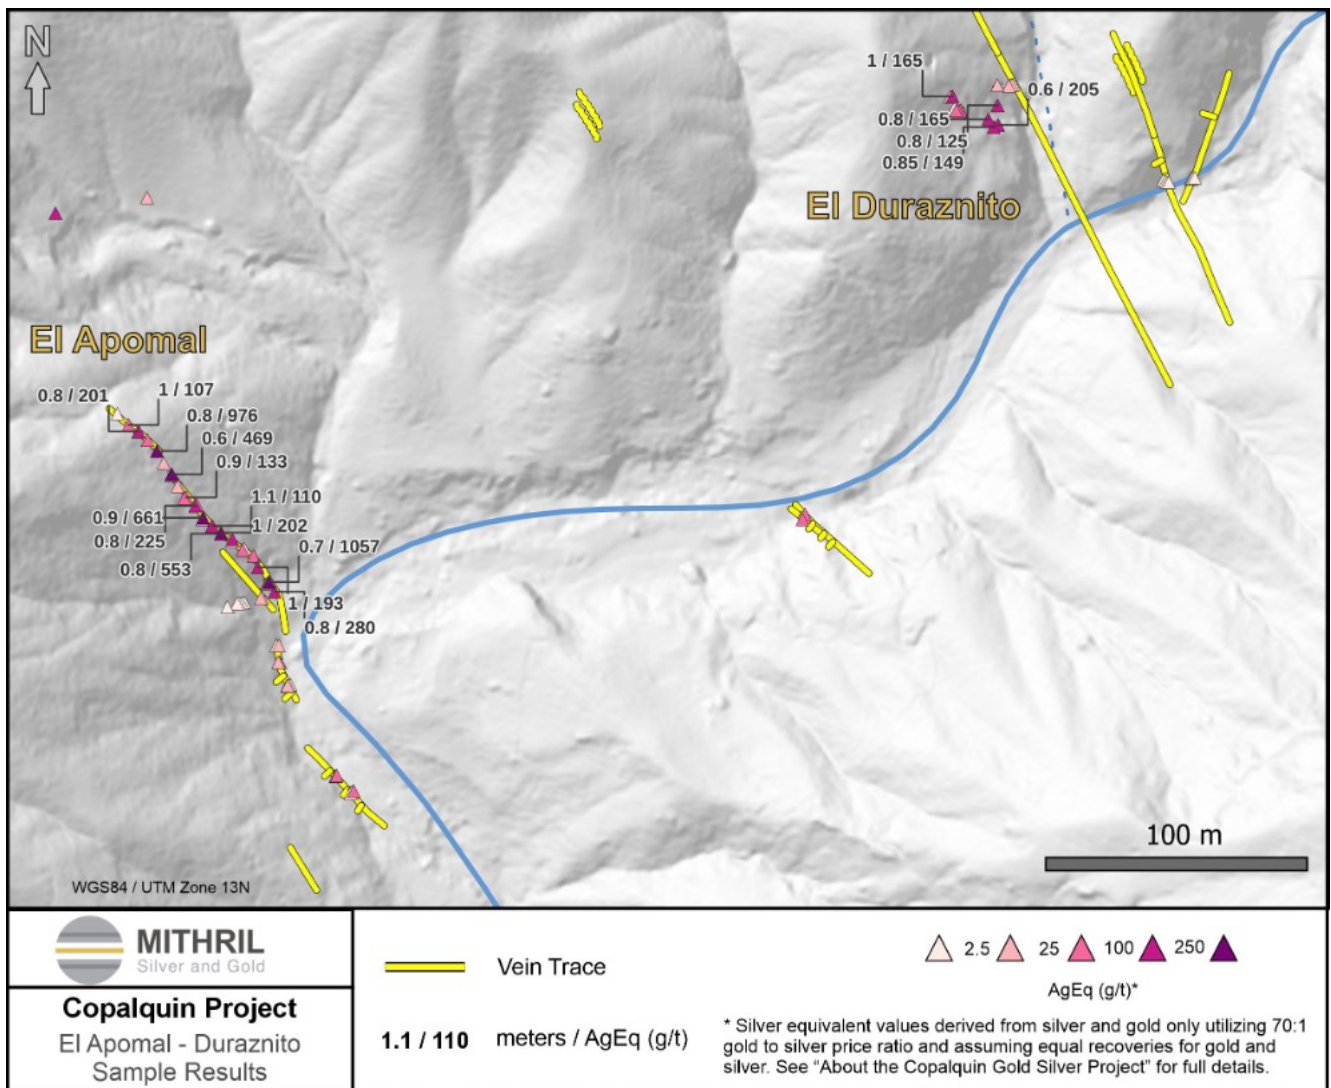 N
1 / 165
0.6 / 205
0.8 / 165
0.8 / 125
0.85 / 149
El Duraznito
El Apomal
0.8 / 201
1 / 107
0.8 / 976
0.6 / 469
0.9 / 133
1.1 / 110
0.9 / 661
1 / 202
0.8 / 225
0.7 / 1057
0.8 / 553
1 / 193
0.8 / 280
100 m
WGS84 / UTM Zone 13N
MITHRIL
Silver and Gold
Copalquin Project
El Apomal - Duraznito
Sample Results
Vein Trace
1.1 / 110 meters / AgEq (g/t)
2.5 25 100 250
AgEq (g/t)*
* Silver equivalent values derived from silver and gold only utilizing 70:1
gold to silver price ratio and assuming equal recoveries for gold and
silver. See “About the Copalquin Gold Silver Project” for full details.